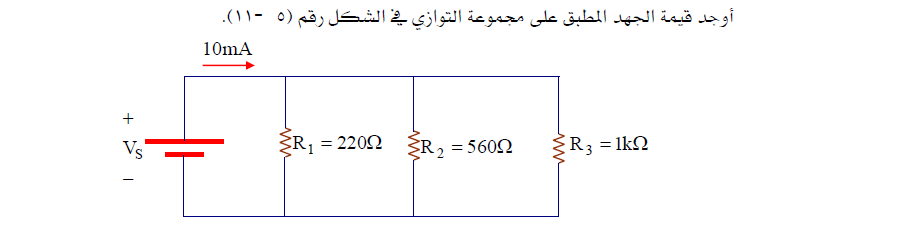 أوجد قيمة الجهد المطبق على مجموعة التوازي في الشكل رقم (٥ -١١).
10mA
+
VS
–
R1 = 220Ω
R2 = 560Ω
R3 = 1kΩ